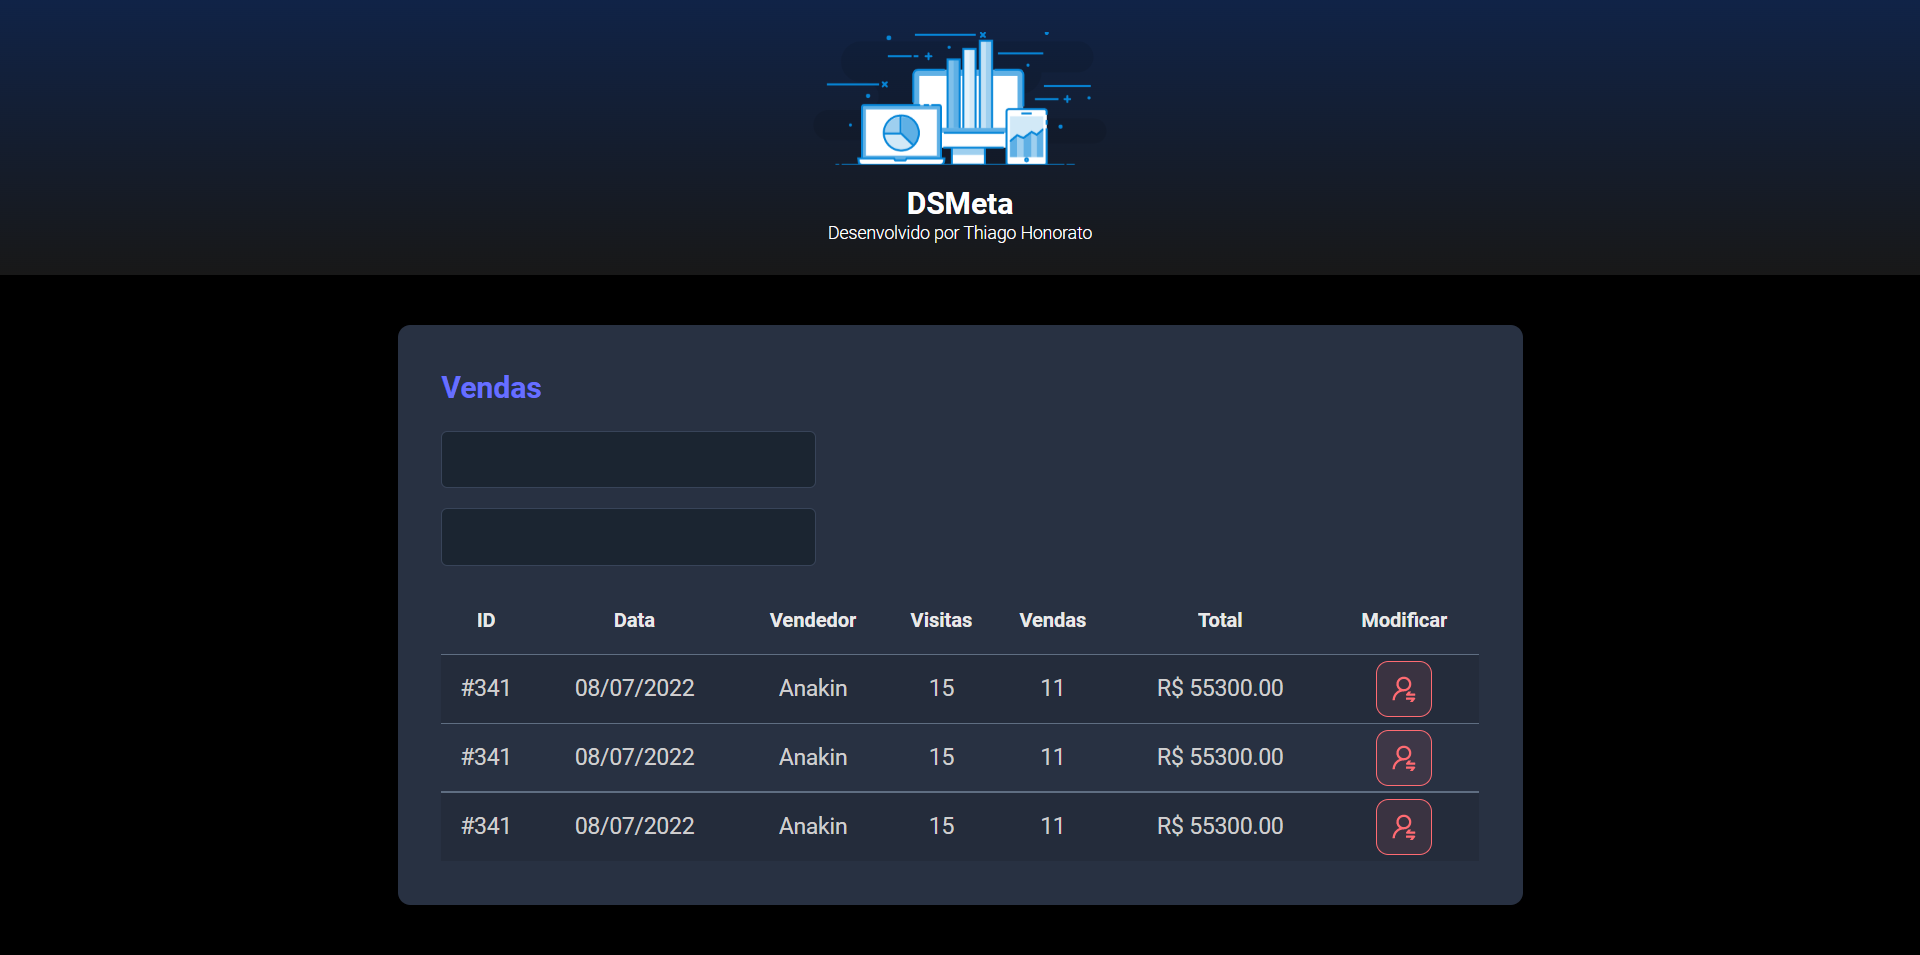 DSMeta
Desenvolvido por Thiago Honorato
Vendas
ID Data Vendedor Visitas Vendas Total Modificar
#341 08/07/2022 Anakin 15 11 R$ 55300.00
#341 08/07/2022 Anakin 15 11 R$ 55300.00
#341 08/07/2022 Anakin 15 11 R$ 55300.00